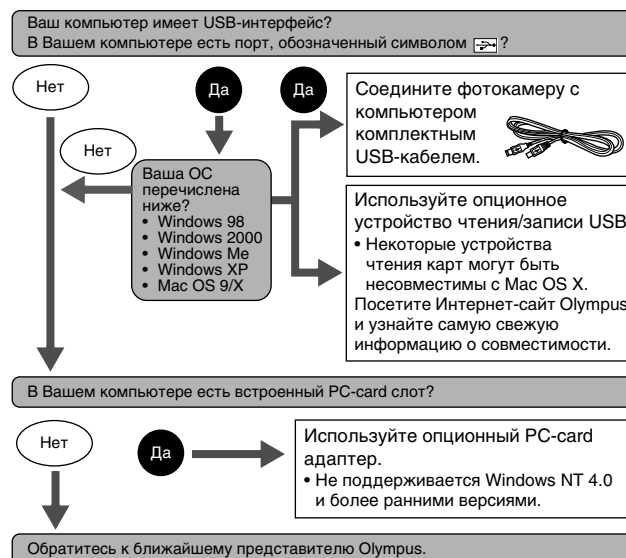 Ваш компьютер имеет USB-интерфейс?
В Вашем компьютере есть порт, обозначенный символом ?
Нет
Да
Да
Соедините фотокамеру с
компьютером
комплектным
USB-кабелем.
Нет
Ваша ОС
перечислена
ниже?
• Windows 98
• Windows 2000
• Windows Me
• Windows XP
• Mac OS 9/X
Используйте опционное
устройство чтения/записи USB
• Некоторые устройства
чтения карт могут быть
несовместимы с Mac OS X.
Посетите Интернет-сайт Olympus
и узнайте самую свежую
информацию о совместимости.
В Вашем компьютере есть встроенный PC-card слот?
Нет
Да
Используйте опционный PC-card
адаптер.
• Не поддерживается Windows NT 4.0
и более ранними версиями.
Обратитесь к ближайшему представителю Olympus.